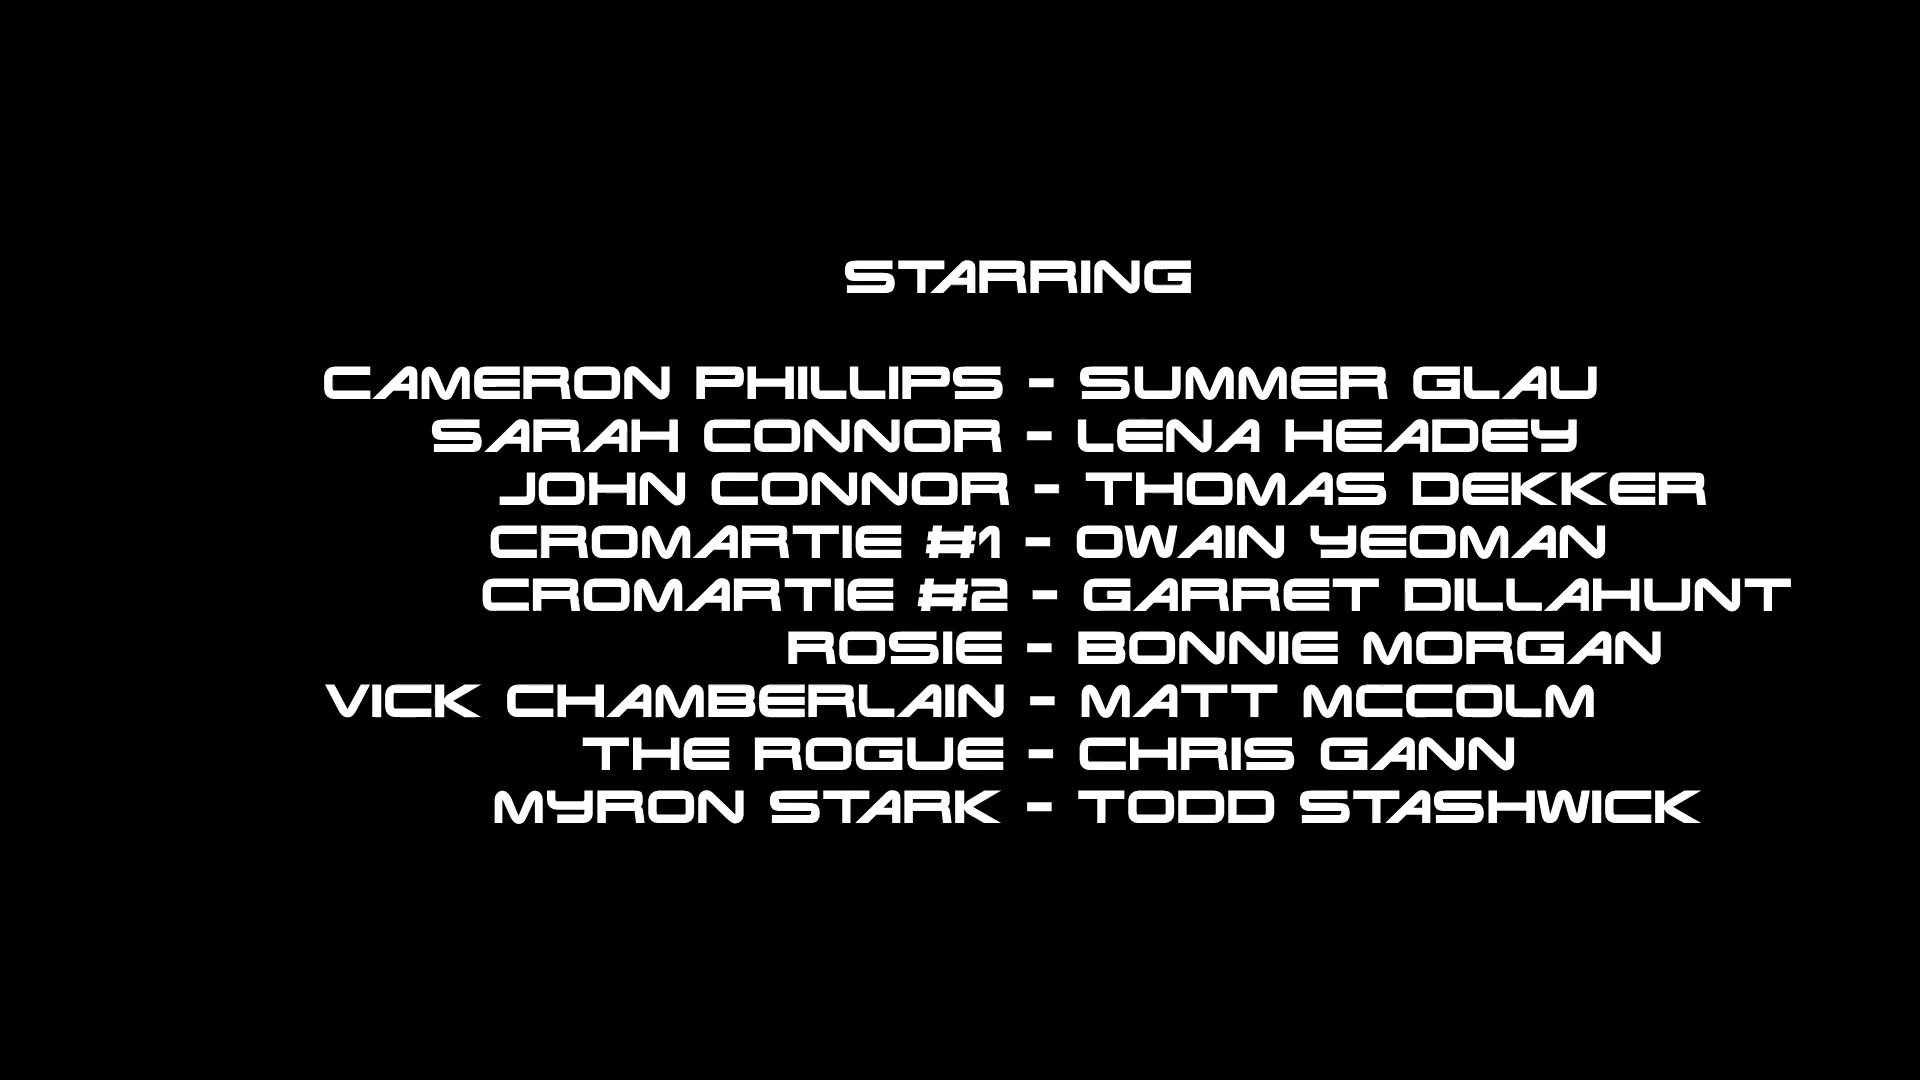 STARRING
CAMERON PHILLIPS - SUMMER GLAU
SARAH CONNOR - LENA HEADEY
JOHN CONNOR - THOMAS DEKKER
CROMARTIE #1 - OWAIN YEOMAN
CROMARTIE #2 - GARRET DILLAHUNT
ROSIE - BONNIE MORGAN
VICK CHAMBERLAIN - MATT MCCOLM
THE ROGUE - CHRIS GANN
MYRON STARK - TODD STASHWICK